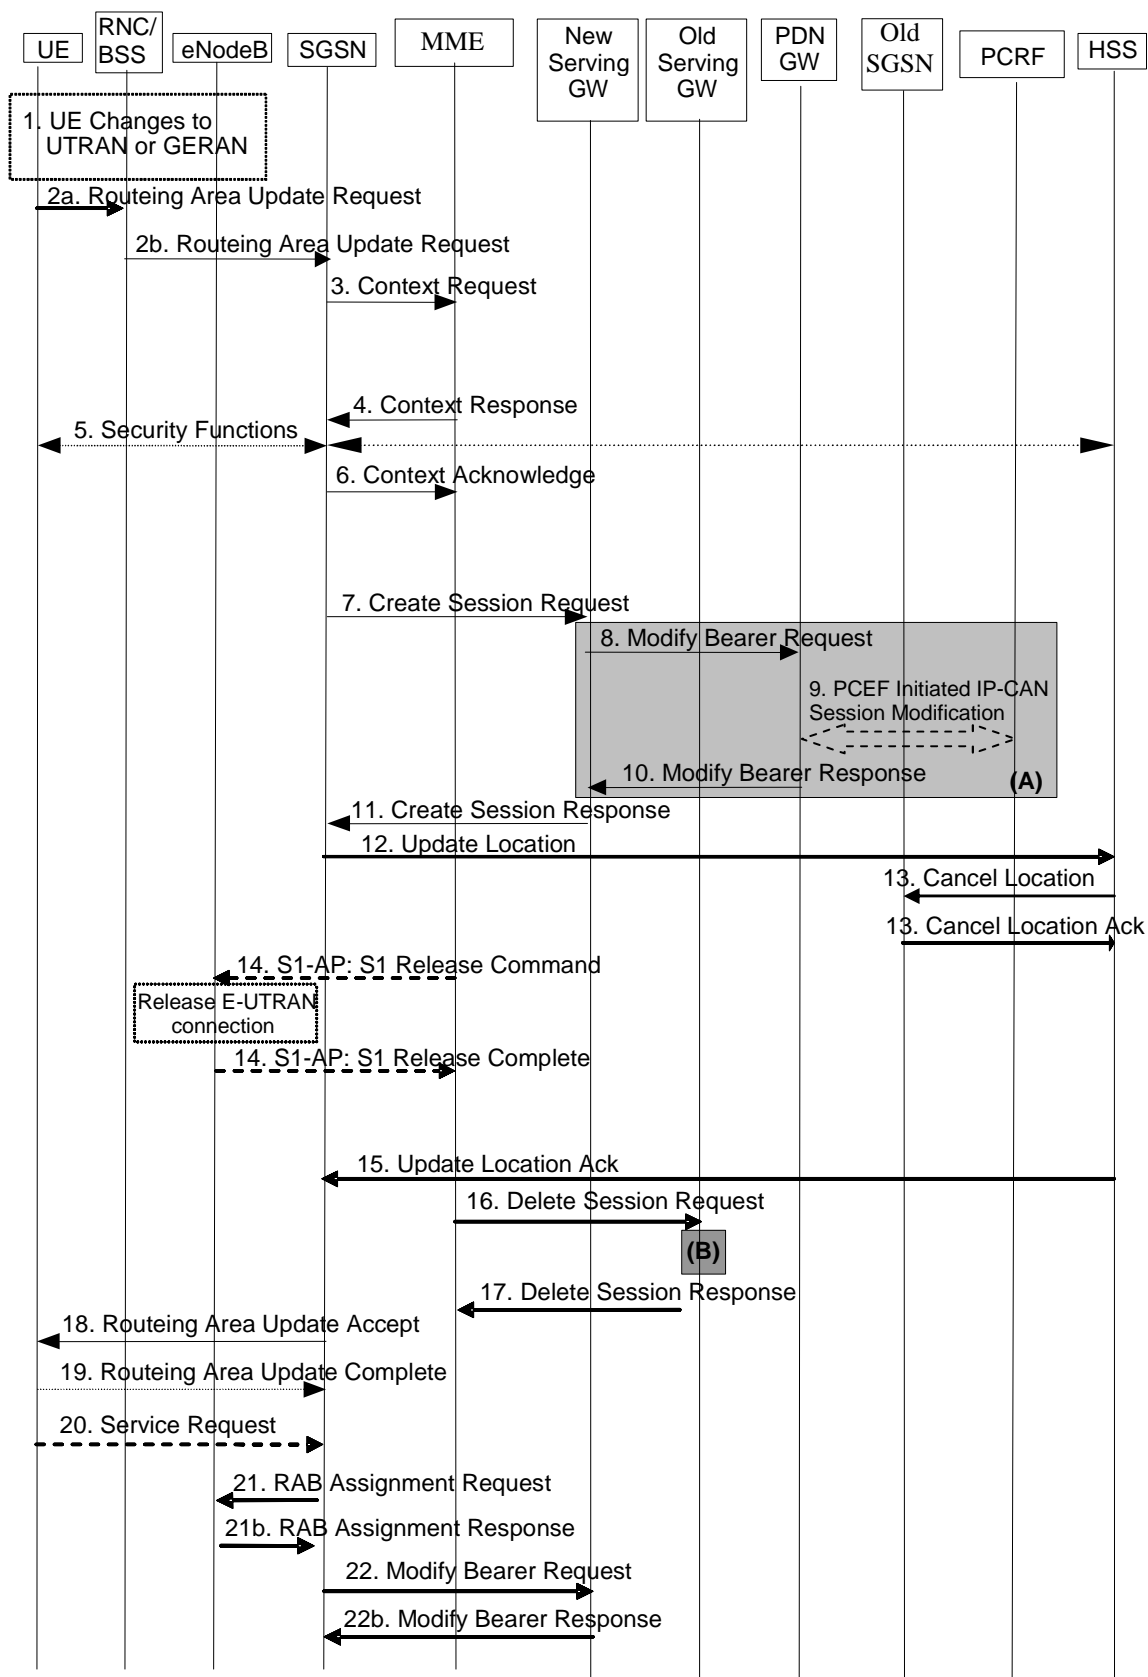 UE
RNC/
BSS
eNodeB
SGSN
MME
New
Serving
GW
Old
Serving
GW
PDN
GW
Old
SGSN
PCRF
HSS
1. UE Changes to
UTRAN or GERAN
2a. Routeing Area Update Request
2b. Routeing Area Update Request
3. Context Request
4. Context Response
5. Security Functions
6. Context Acknowledge
7. Create Session Request
8. Modify Bearer Request
9. PCEF Initiated IP-CAN
Session Modification
10. Modify Bearer Response
(A)
11. Create Session Response
12. Update Location
13. Cancel Location
13. Cancel Location Ack
14. S1-AP: S1 Release Command
Release E-UTRAN
connection
14. S1-AP: S1 Release Complete
15. Update Location Ack
16. Delete Session Request
(B)
17. Delete Session Response
18. Routeing Area Update Accept
19. Routeing Area Update Complete
20. Service Request
21. RAB Assignment Request
21b. RAB Assignment Response
22. Modify Bearer Request
22b. Modify Bearer Response